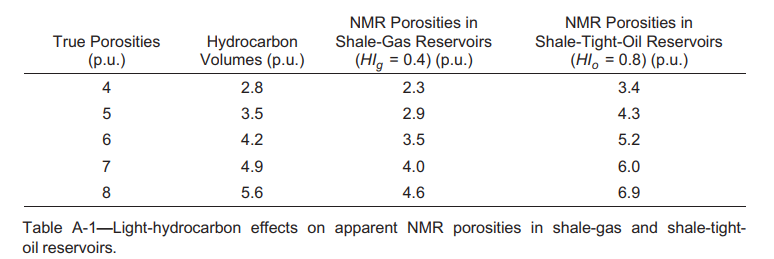 True Porosities (p.u.) | Hydrocarbon Volumes (p.u.) | NMR Porosities in Shale-Gas Reservoirs (HIg = 0.4) (p.u.) | NMR Porosities in Shale-Tight-Oil Reservoirs (HIo = 0.8) (p.u.)
4 2.8 2.3 3.4
5 3.5 2.9 4.3
6 4.2 3.5 5.2
7 4.9 4.0 6.0
8 5.6 4.6 6.9
Table A-1—Light-hydrocarbon effects on apparent NMR porosities in shale-gas and shale-tight-
oil reservoirs.